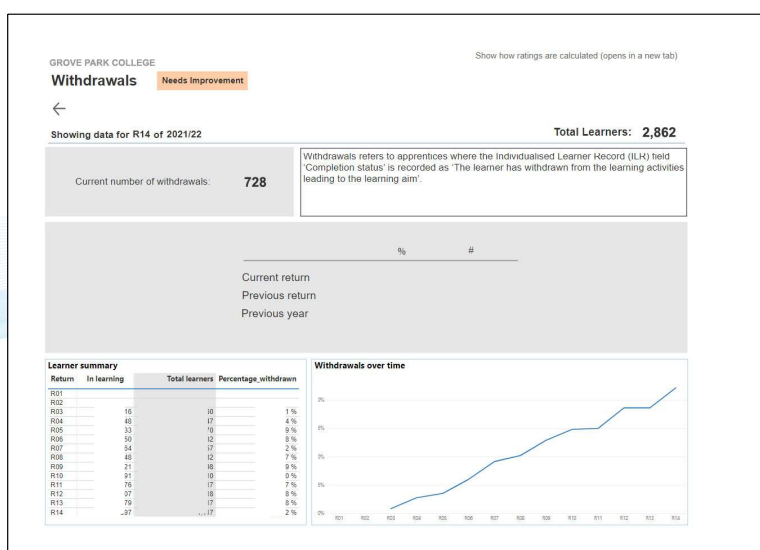 Show how ratings are calculated (opens in a new tab)
GROVE PARK COLLEGE
Withdrawals Needs Improvement
←
Showing data for R14 of 2021/22 Total Learners: 2,862
Current number of withdrawals: 728
Withdrawals refers to apprentices where the Individualised Learner Record (ILR) field
'Completion status' is recorded as 'The learner has withdrawn from the learning activities
leading to the learning aim'.
% #
Current return
Previous return
Previous year
Learner summary
Return In learning Total learners Percentage_withdrawn
R01
R02
R03 16 1 %
R04 48 4 %
R05 33 9 %
R06 50 8 %
R07 2 %
R08 48 7 %
R09 21 9 %
R10 91 0 %
R11 76 7 %
R12 8 %
R13 79 8 %
R14 2 %
Withdrawals over time
0%
R01 R02 R03 R04 R05 R06 R07 R08 R09 R10 R11 R12 R13 R14